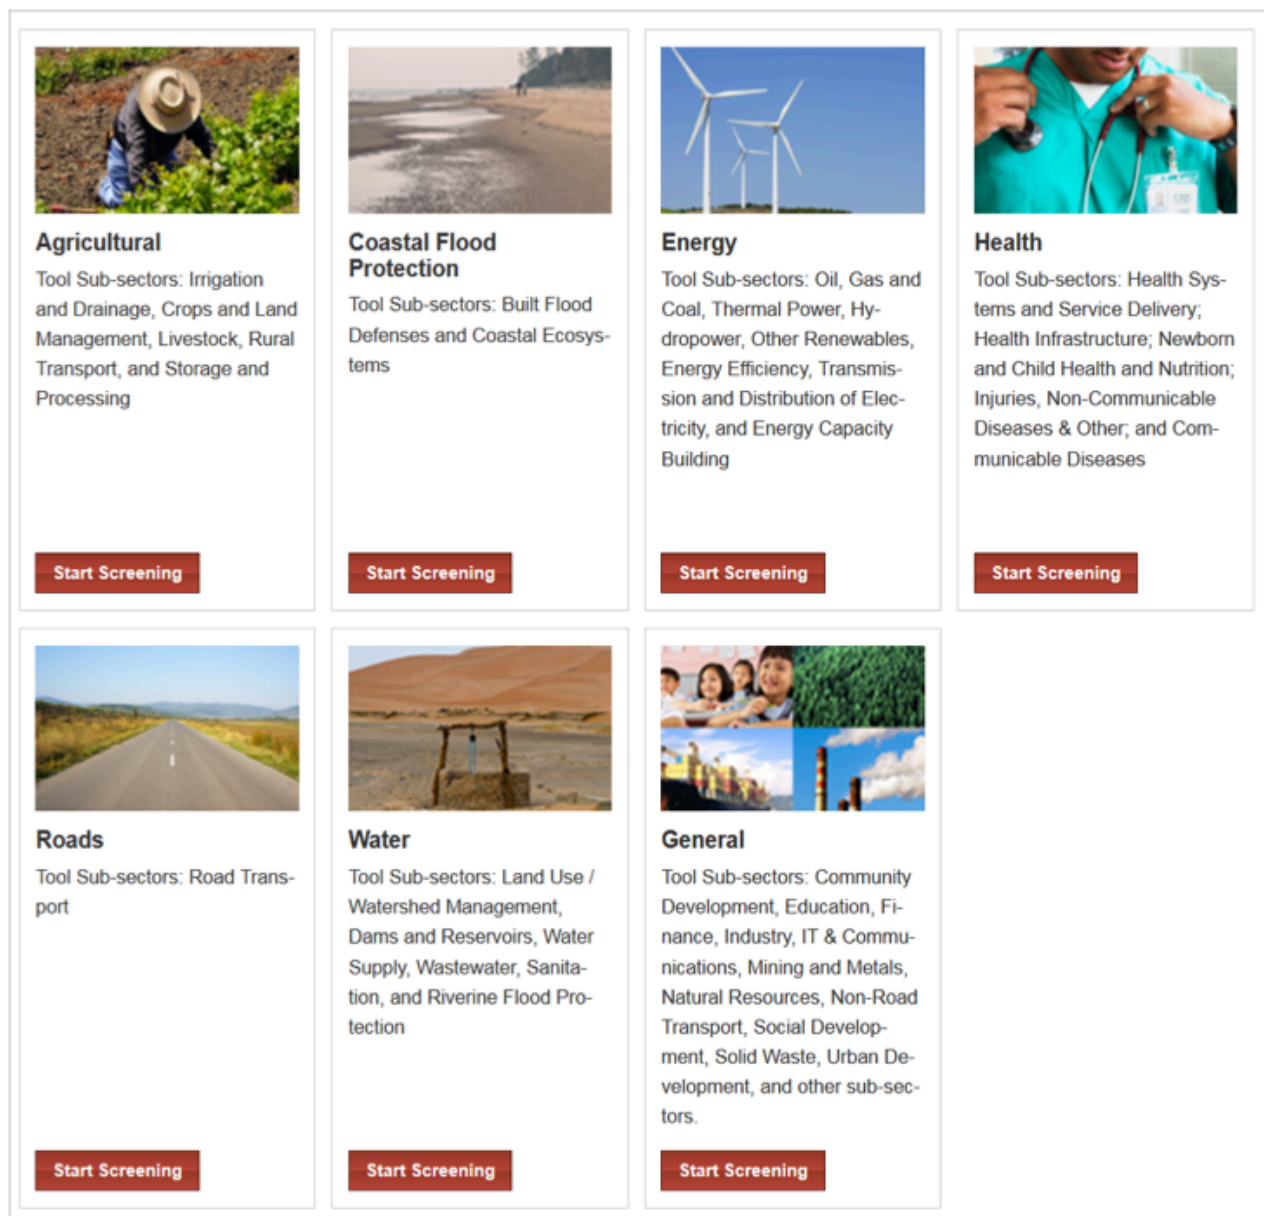 Agricultural
Tool Sub-sectors: Irrigation
and Drainage, Crops and Land
Management, Livestock, Rural
Transport, and Storage and
Processing
Start Screening
Coastal Flood
Protection
Tool Sub-sectors: Built Flood
Defenses and Coastal Ecosys-
tems
Start Screening
Energy
Tool Sub-sectors: Oil, Gas and
Coal, Thermal Power, Hy-
dropower, Other Renewables,
Energy Efficiency, Transmis-
sion and Distribution of Elec-
tricity, and Energy Capacity
Building
Start Screening
Health
Tool Sub-sectors: Health Sys-
tems and Service Delivery;
Health Infrastructure; Newborn
and Child Health and Nutrition;
Injuries, Non-Communicable
Diseases & Other; and Com-
municable Diseases
Start Screening
Roads
Tool Sub-sectors: Road Trans-
port
Start Screening
Water
Tool Sub-sectors: Land Use /
Watershed Management,
Dams and Reservoirs, Water
Supply, Wastewater, Sanita-
tion, and Riverine Flood Pro-
tection
Start Screening
General
Tool Sub-sectors: Community
Development, Education, Fi-
nance, Industry, IT & Commu-
nications, Mining and Metals,
Natural Resources, Non-Road
Transport, Social Develop-
ment, Solid Waste, Urban De-
velopment, and other sub-sec-
tors.
Start Screening